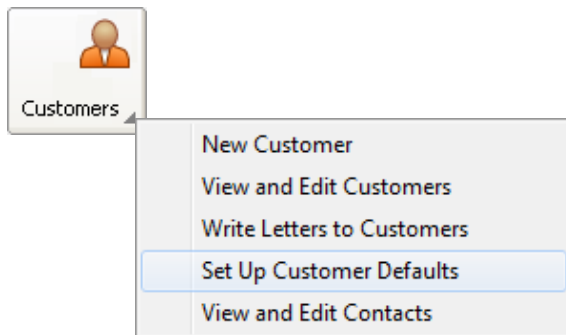 Customers
New Customer
View and Edit Customers
Write Letters to Customers
Set Up Customer Defaults
View and Edit Contacts